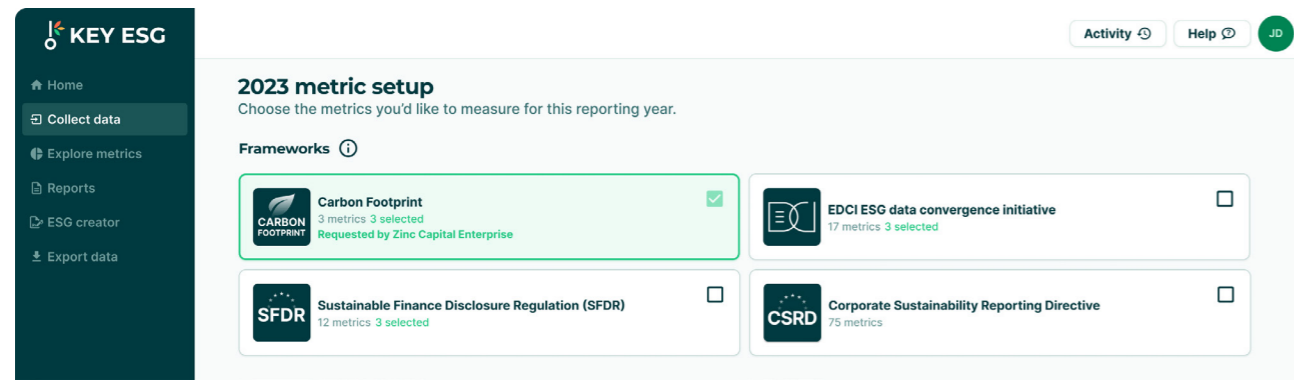 KEY ESG
Activity
Help
JD
Home
Collect data
Explore metrics
Reports
ESG creator
Export data
2023 metric setup
Choose the metrics you'd like to measure for this reporting year.
Frameworks
CARBON
FOOTPRINT
Carbon Footprint
3 metrics 3 selected
Requested by Zinc Capital Enterprise
EDCI ESG data convergence initiative
17 metrics 3 selected
SFDR
Sustainable Finance Disclosure Regulation (SFDR)
12 metrics 3 selected
CSRD
Corporate Sustainability Reporting Directive
75 metrics